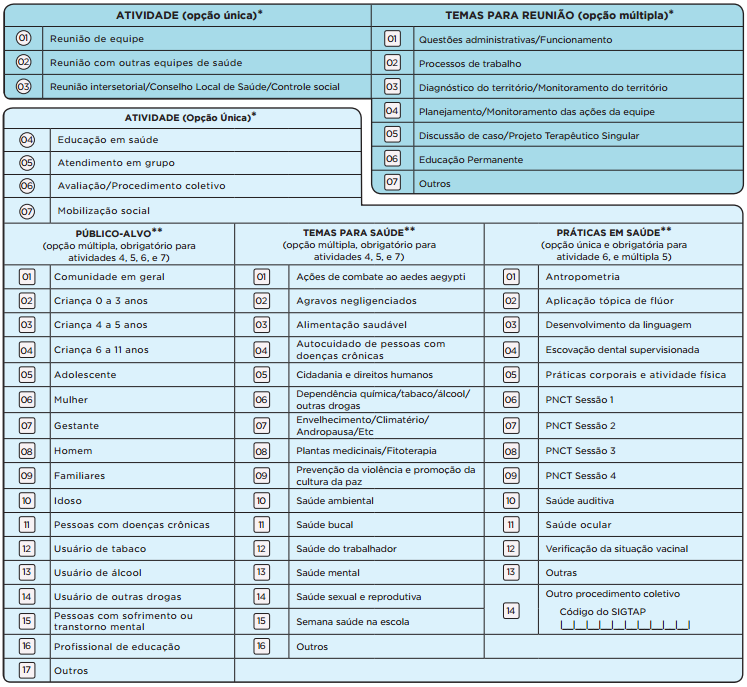 ATIVIDADE (opção única)*
01 Reunião de equipe
02 Reunião com outras equipes de saúde
03 Reunião intersetorial/Conselho Local de Saúde/Controle social
TEMAS PARA REUNIÃO (opção múltipla)*
01 Questões administrativas/Funcionamento
02 Processos de trabalho
03 Diagnóstico do território/Monitoramento do território
04 Planejamento/Monitoramento das ações da equipe
05 Discussão de caso/Projeto Terapêutico Singular
06 Educação Permanente
07 Outros
ATIVIDADE (Opção Única)*
04 Educação em saúde
05 Atendimento em grupo
06 Avaliação/Procedimento coletivo
07 Mobilização social
PÚBLICO-ALVO**
(opção múltipla, obrigatório para
atividades 4, 5, 6, e 7)
01 Comunidade em geral
02 Criança 0 a 3 anos
03 Criança 4 a 5 anos
04 Criança 6 a 11 anos
05 Adolescente
06 Mulher
07 Gestante
08 Homem
09 Familiares
10 Idoso
11 Pessoas com doenças crônicas
12 Usuário de tabaco
13 Usuário de álcool
14 Usuário de outras drogas
15 Pessoas com sofrimento ou
transtorno mental
16 Profissional de educação
17 Outros
TEMAS PARA SAÚDE**
(opção múltipla, obrigatório para
atividades 4, 5, e 7)
01 Ações de combate ao aedes aegypti
02 Agravos negligenciados
03 Alimentação saudável
04 Autocuidado de pessoas com
doenças crônicas
05 Cidadania e direitos humanos
06 Dependência química/tabaco/álcool/
outras drogas
07 Envelhecimento/Climatério/
Andropausa/Etc
08 Plantas medicinais/Fitoterapia
09 Prevenção da violência e promoção da
cultura da paz
10 Saúde ambiental
11 Saúde bucal
12 Saúde do trabalhador
13 Saúde mental
14 Saúde sexual e reprodutiva
15 Semana saúde na escola
16 Outros
PRÁTICAS EM SAÚDE**
(opção única e obrigatória para
atividade 6, e múltipla 5)
01 Antropometria
02 Aplicação tópica de flúor
03 Desenvolvimento da linguagem
04 Escovação dental supervisionada
05 Práticas corporais e atividade física
06 PNCT Sessão 1
07 PNCT Sessão 2
08 PNCT Sessão 3
09 PNCT Sessão 4
10 Saúde auditiva
11 Saúde ocular
12 Verificação da situação vacinal
13 Outras
14 Outro procedimento coletivo
Código do SIGTAP